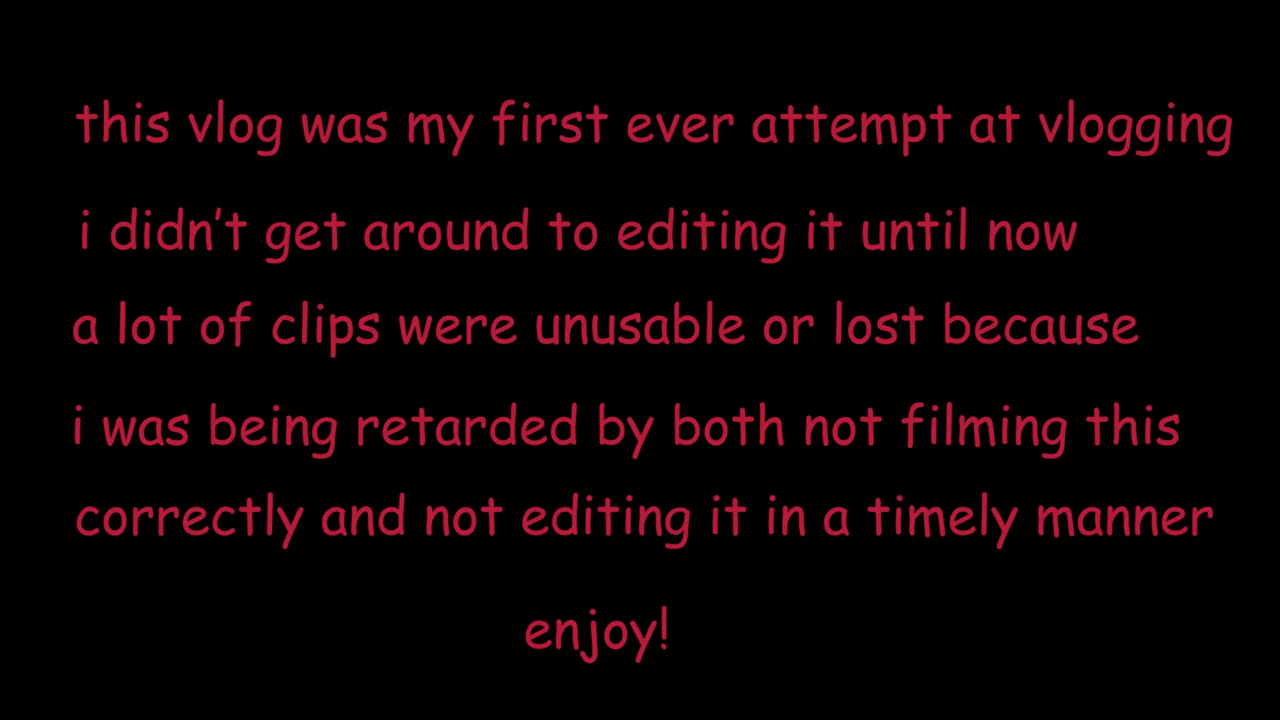 this vlog was my first ever attempt at vlogging
i didn't get around to editing it until now
a lot of clips were unusable or lost because
i was being retarded by both not filming this
correctly and not editing it in a timely manner
enjoy!